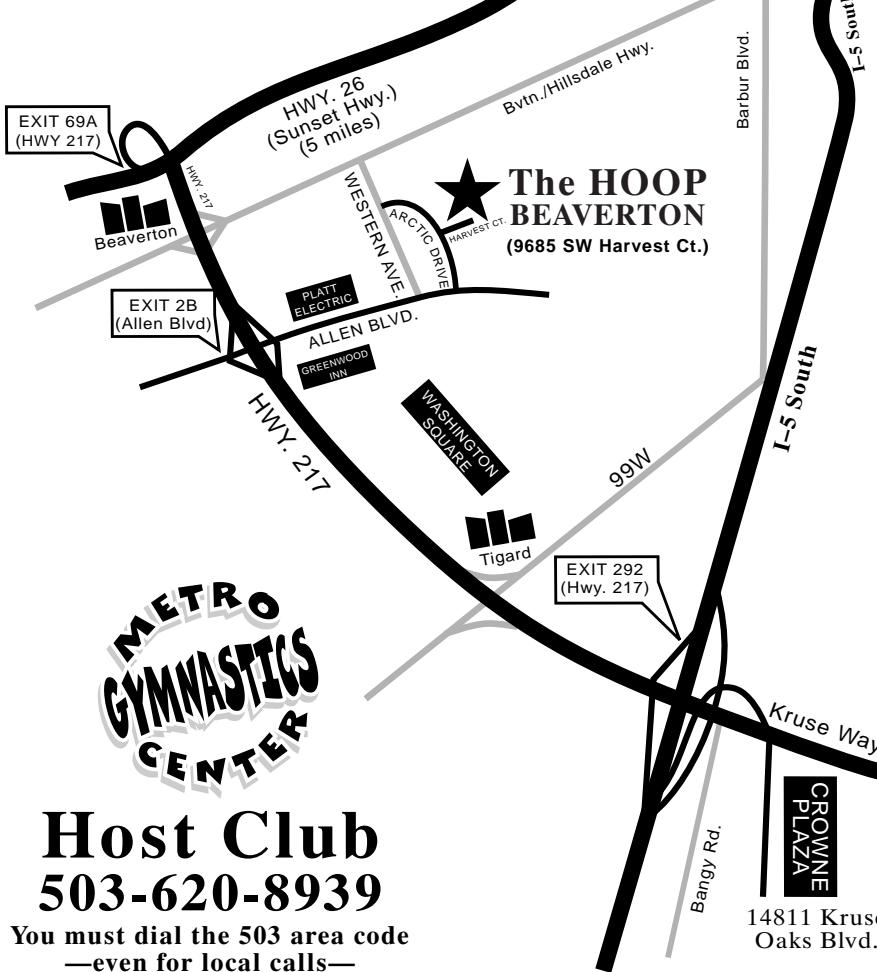 I–5 South
HWY. 26
(Sunset Hwy.)
(5 miles)
Bvtn./Hillsdale Hwy.
Barbur Blvd.
EXIT 69A
(HWY 217)
HWY. 217
Beaverton
WESTERN AVE.
ARCTIC DRIVE
HARVEST CT.
The HOOP
BEAVERTON
(9685 SW Harvest Ct.)
EXIT 2B
(Allen Blvd)
PLATT
ELECTRIC
ALLEN BLVD.
GREENWOOD
INN
HWY. 217
WASHINGTON
SQUARE
99W
I–5 South
Tigard
EXIT 292
(Hwy. 217)
METRO
GYMNASTICS
CENTER
Kruse Way
CROWNE
PLAZA
Bangy Rd.
14811 Kruse
Oaks Blvd.
Host Club
503-620-8939
You must dial the 503 area code
—even for local calls—